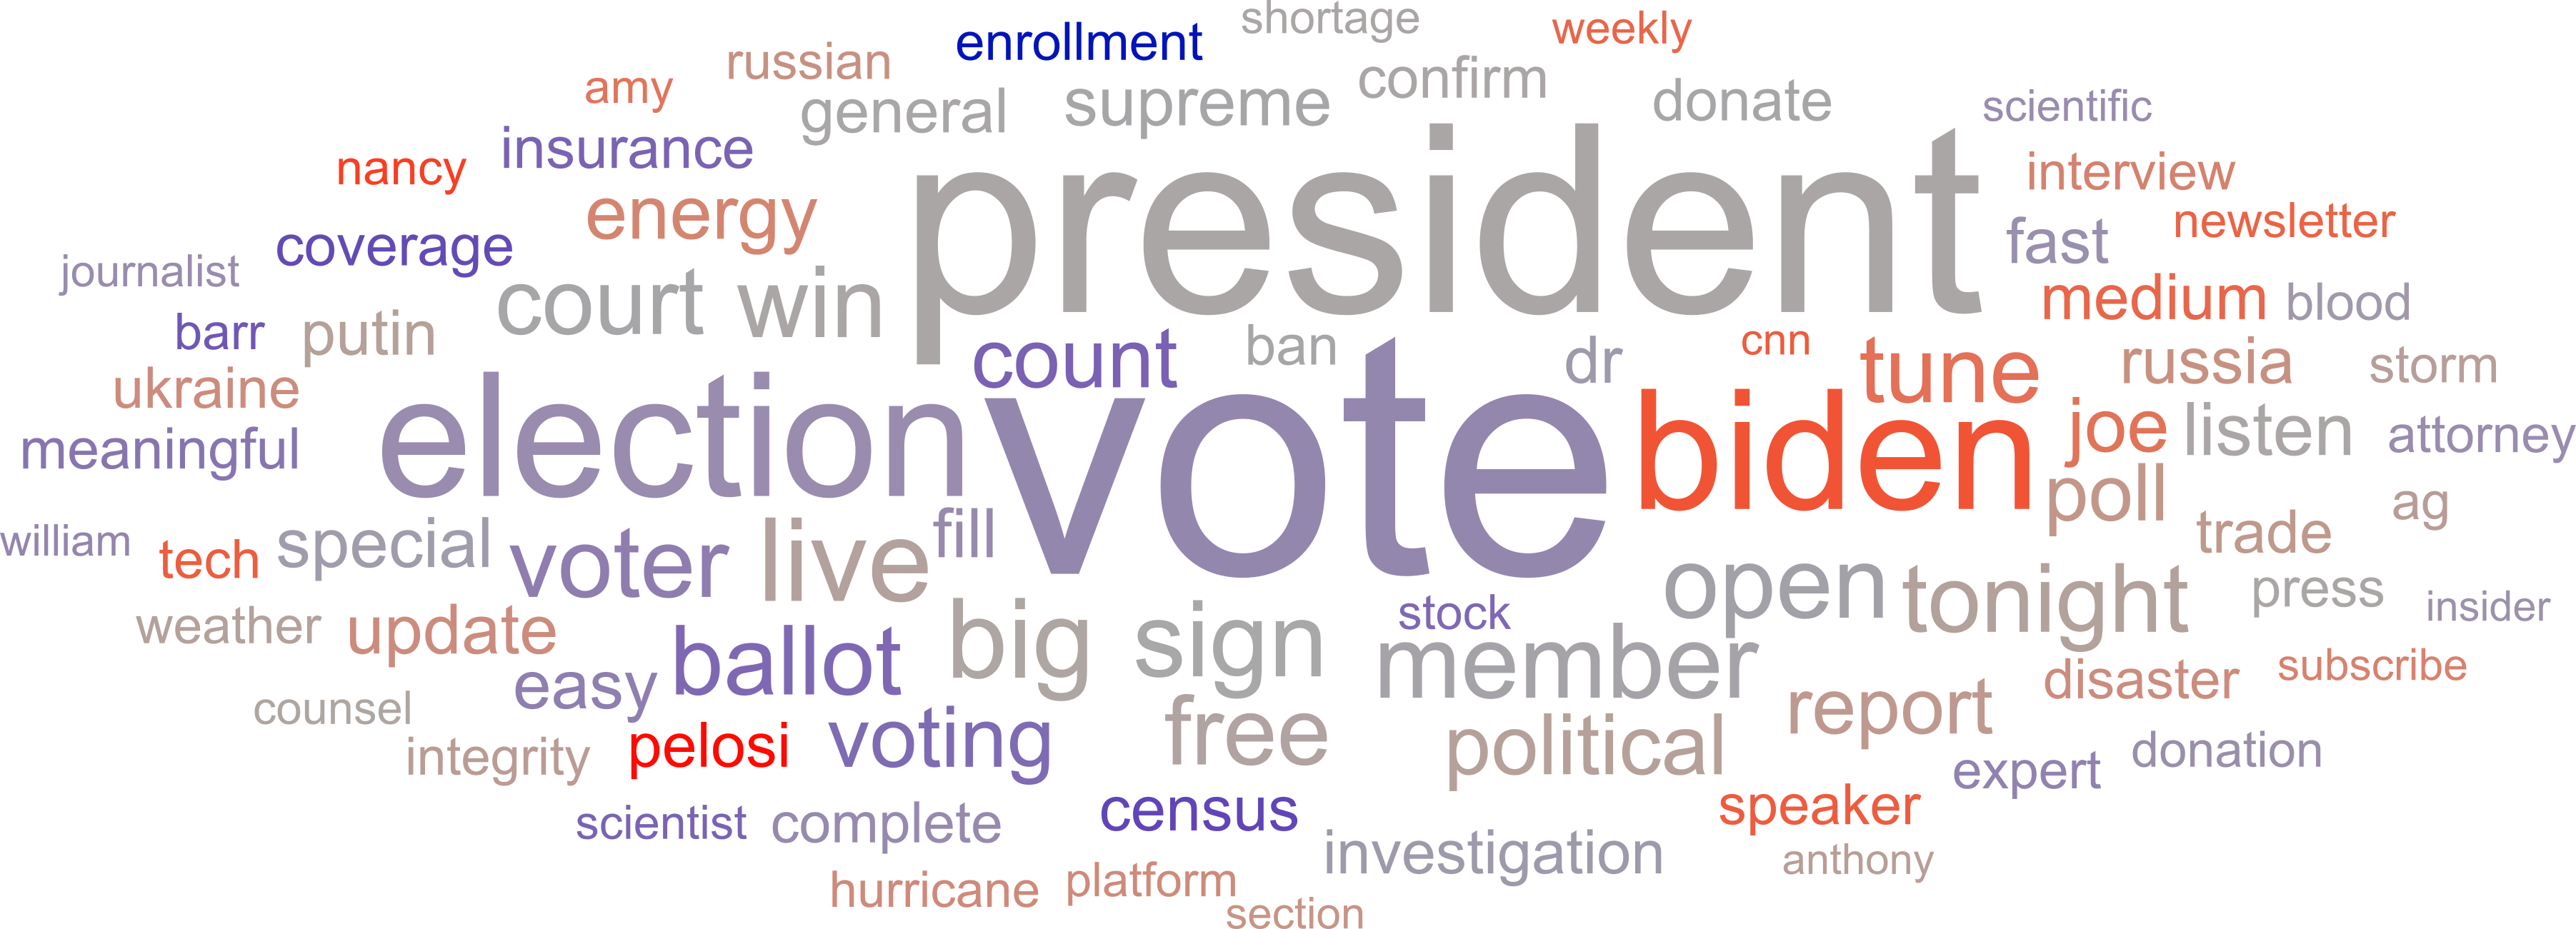 shortage
weekly
enrollment
russian
amy
general
supreme
confirm
donate
scientific
insurance
nancy
energy
president
interview
coverage
fast
newsletter
journalist
court
win
medium
blood
barr
putin
count
ban
dr
cnn
tune
russia
storm
ukraine
election
vote
biden
joe
listen
attorney
meaningful
poll
ag
william
tech
special
voter
live
fill
trade
open
tonight
press
insider
stock
weather
update
ballot
big
sign
member
easy
disaster
subscribe
counsel
report
integrity
pelosi
voting
free
political
expert
donation
scientist
complete
census
speaker
investigation
anthony
hurricane
platform
section